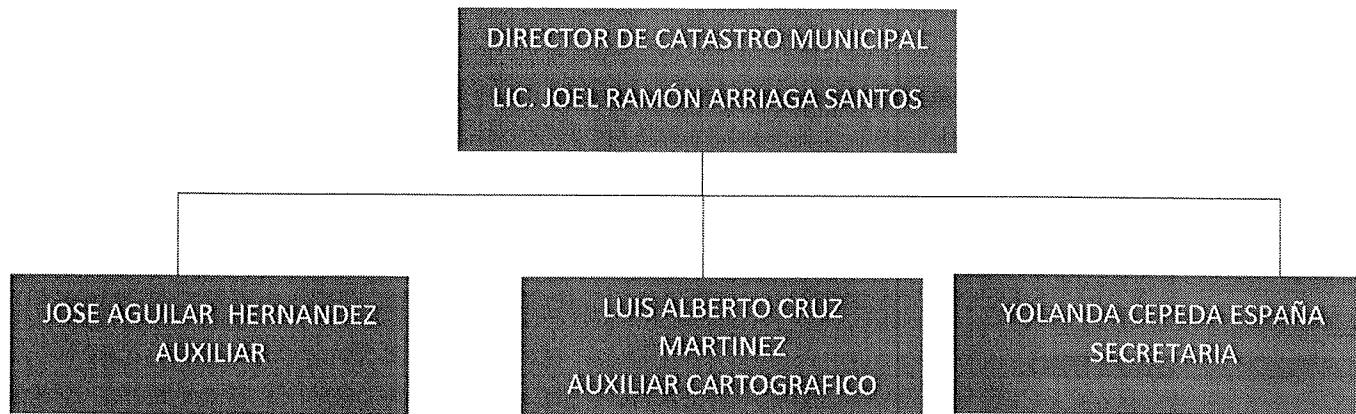 DIRECTOR DE CATASTRO MUNICIPAL
LIC. JOEL RAMÓN ARRIAGA SANTOS
JOSE AGUILAR HERNANDEZ
AUXILIAR
LUIS ALBERTO CRUZ
MARTINEZ
AUXILIAR CARTOGRAFICO
YOLANDA CEPEDA ESPAÑA
SECRETARIA